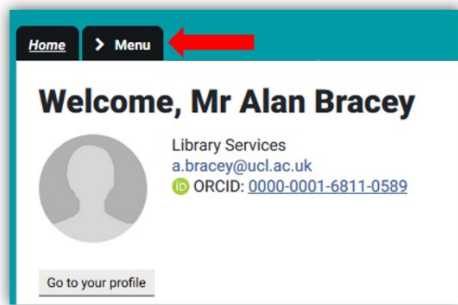 Home > Menu
Welcome, Mr Alan Bracey
Library Services
a.bracey@ucl.ac.uk
iD ORCID: 0000-0001-6811-0589
Go to your profile